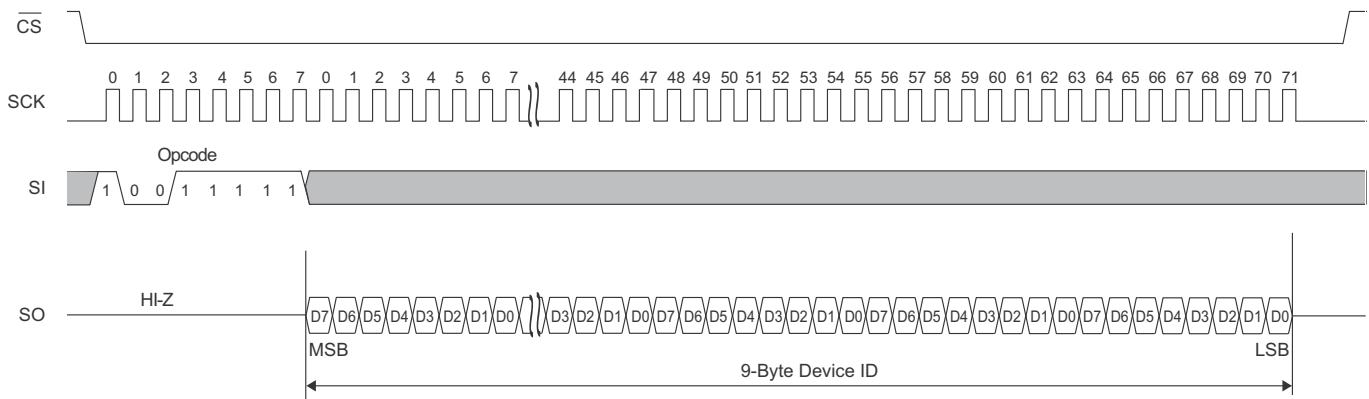 CS
0 1 2 3 4 5 6 7 0 1 2 3 4 5 6 7 44 45 46 47 48 49 50 51 52 53 54 55 56 57 58 59 60 61 62 63 64 65 66 67 68 69 70 71
SCK
Opcode
SI 1 0 0 1 1 1 1 1
HI-Z
SO D7 D6 D5 D4 D3 D2 D1 D0 D3 D2 D1 D0 D7 D6 D5 D4 D3 D2 D1 D0 D7 D6 D5 D4 D3 D2 D1 D0 D7 D6 D5 D4 D3 D2 D1 D0
MSB LSB
9-Byte Device ID